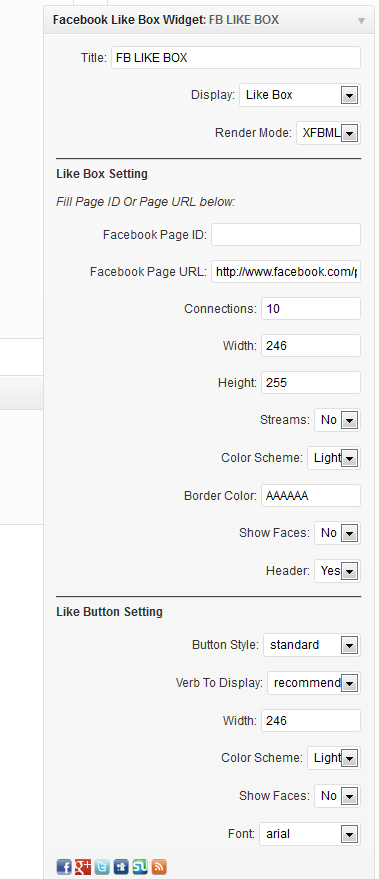 Facebook Like Box Widget: FB LIKE BOX
Title: FB LIKE BOX
Display: Like Box
Render Mode: XFBML
Like Box Setting
Fill Page ID Or Page URL below:
Facebook Page ID:
Facebook Page URL: http://www.facebook.com/p
Connections: 10
Width: 246
Height: 255
Streams: No
Color Scheme: Light
Border Color: AAAAAA
Show Faces: No
Header: Yes
Like Button Setting
Button Style: standard
Verb To Display: recommend
Width: 246
Color Scheme: Light
Show Faces: No
Font: arial